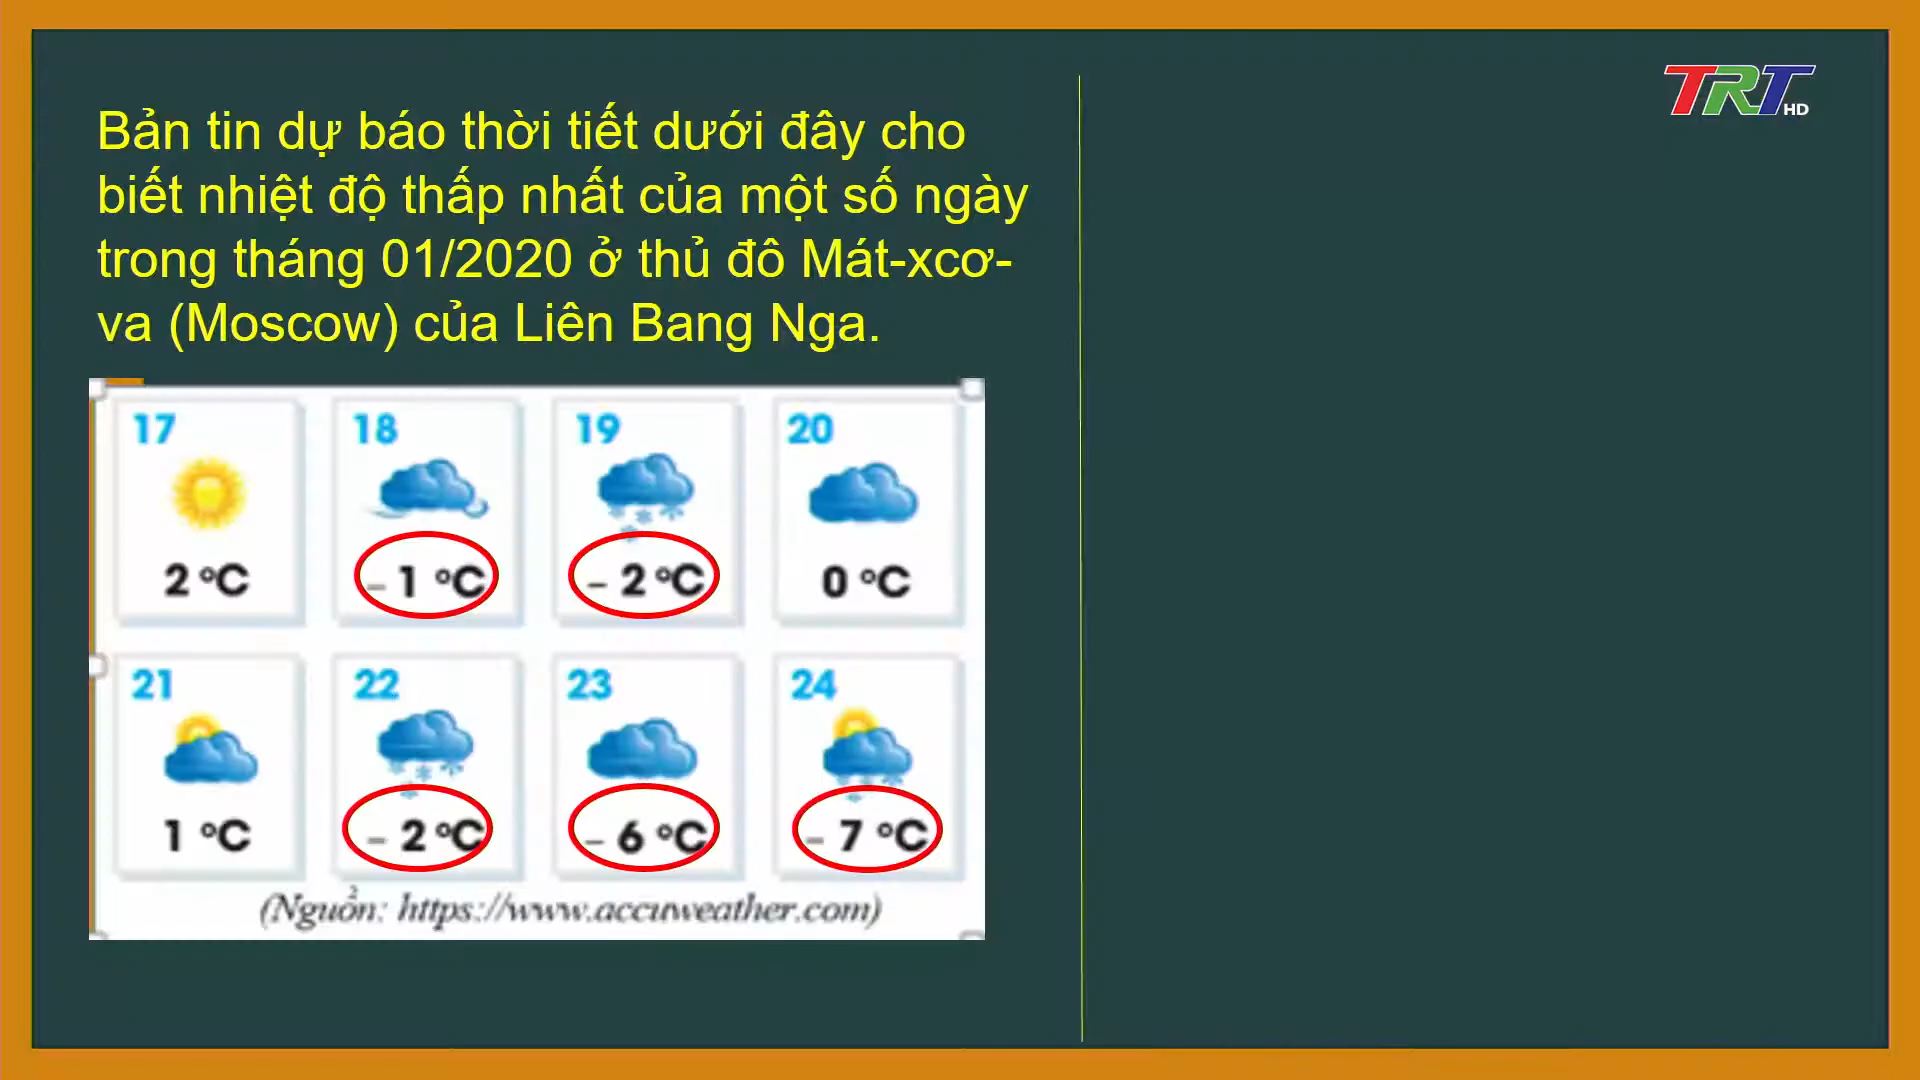 TRT HD
Bản tin dự báo thời tiết dưới đây cho
biết nhiệt độ thấp nhất của một số ngày
trong tháng 01/2020 ở thủ đô Mát-xcơ-
va (Moscow) của Liên Bang Nga.
17 18 19 20
2 °C – 1 °C – 2 °C 0 °C
21 22 23 24
1 °C – 2 °C – 6 °C – 7 °C
(Nguồn: https://www.accuweather.com)